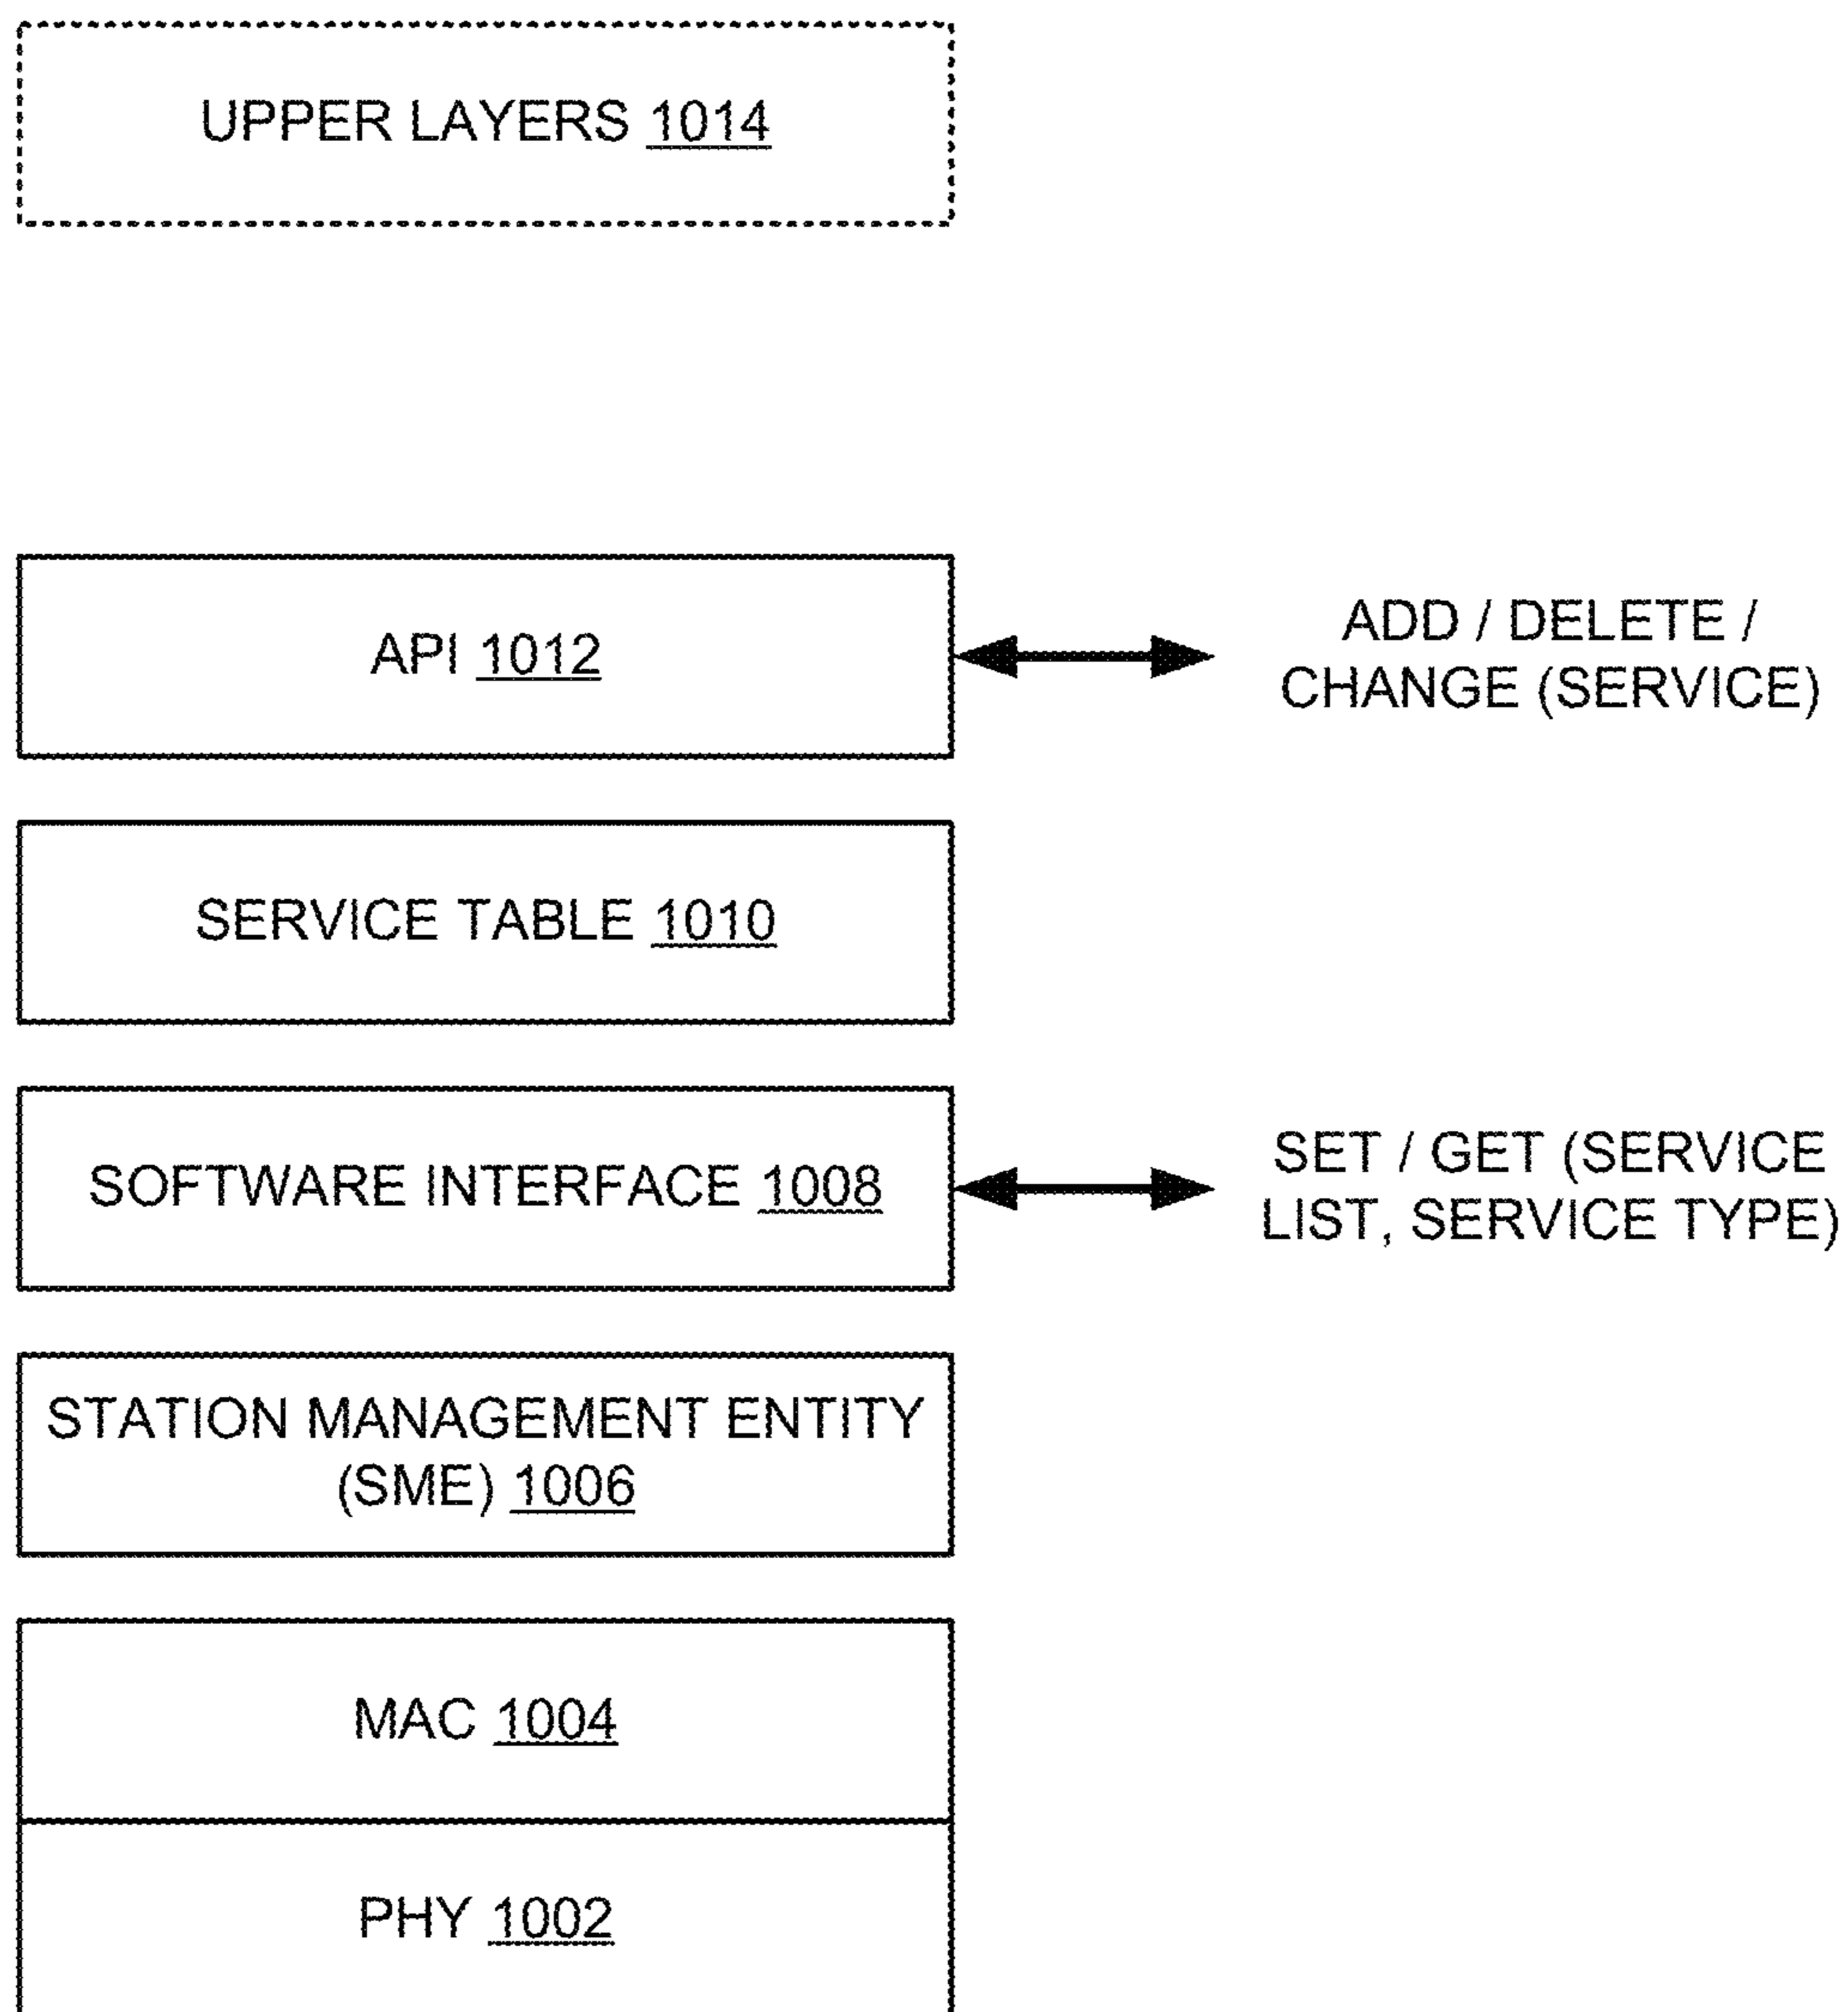 UPPER LAYERS 1014
API 1012
ADD / DELETE /
CHANGE (SERVICE)
SERVICE TABLE 1010
SOFTWARE INTERFACE 1008
SET / GET (SERVICE
LIST, SERVICE TYPE)
STATION MANAGEMENT ENTITY
(SME) 1006
MAC 1004
PHY 1002